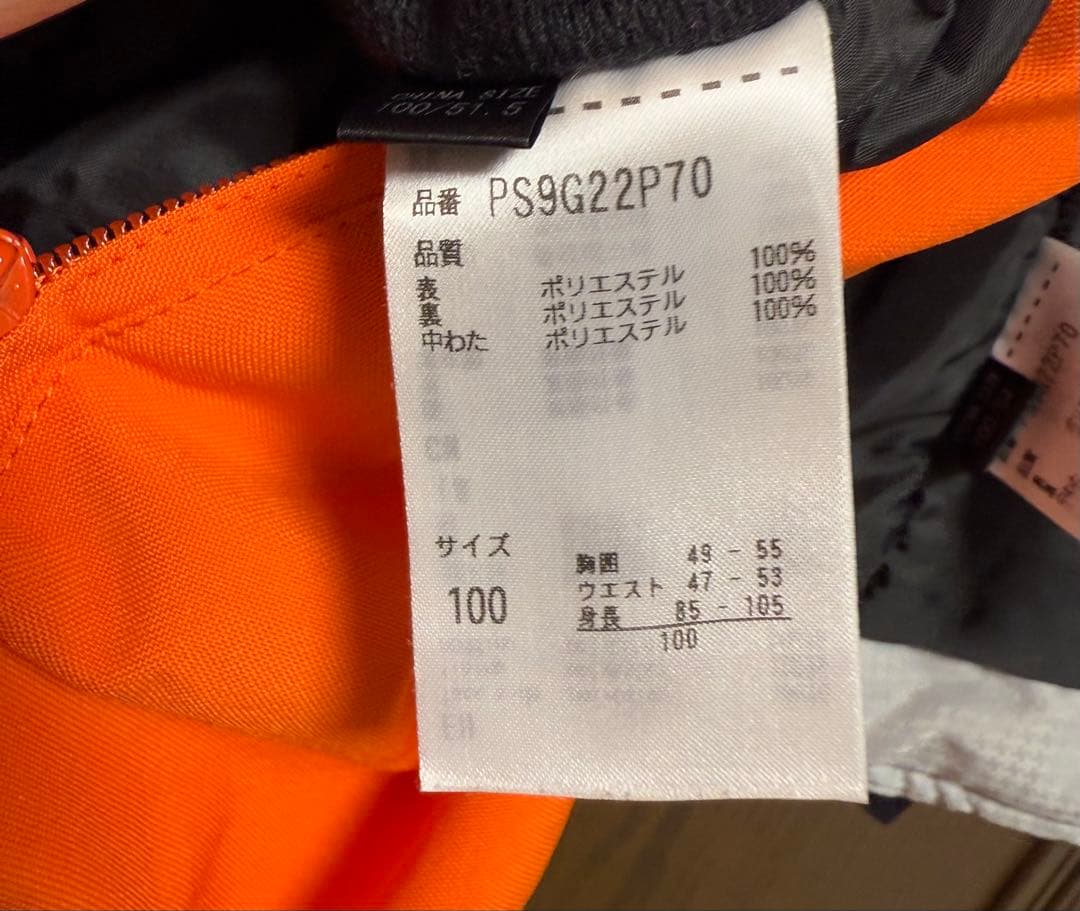 CHINA SIZE
100/51.5
品番 PS9G22P70
品質
表 ポリエステル 100%
裏 ポリエステル 100%
中わた ポリエステル 100%
サイズ
100
胸囲 49 - 55
ウエスト 47 - 53
身長 85 - 105
100